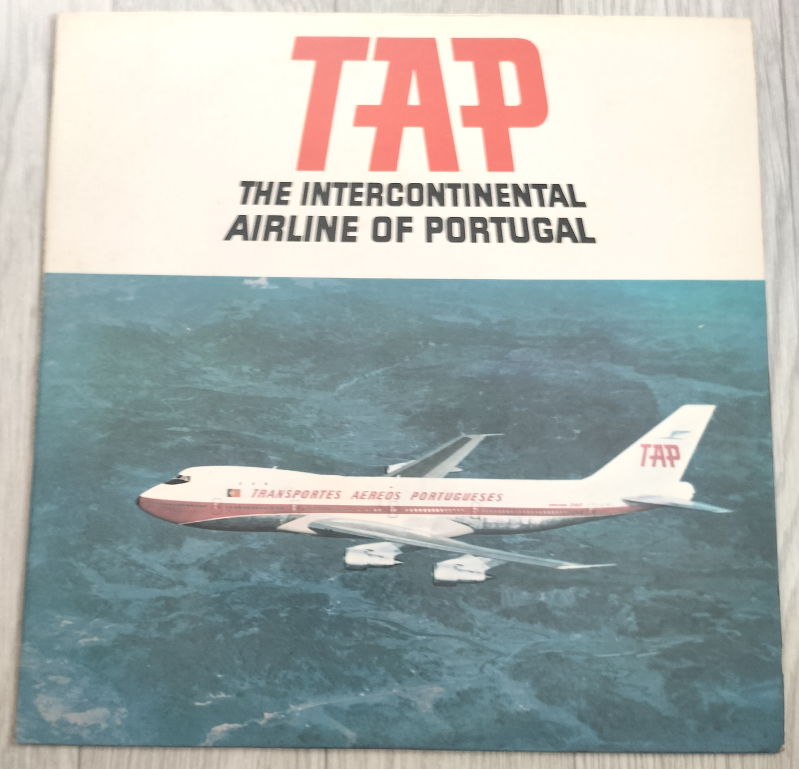 TAP
THE INTERCONTINENTAL
AIRLINE OF PORTUGAL
TAP
TRANSPORTES AEREOS PORTUGUESES